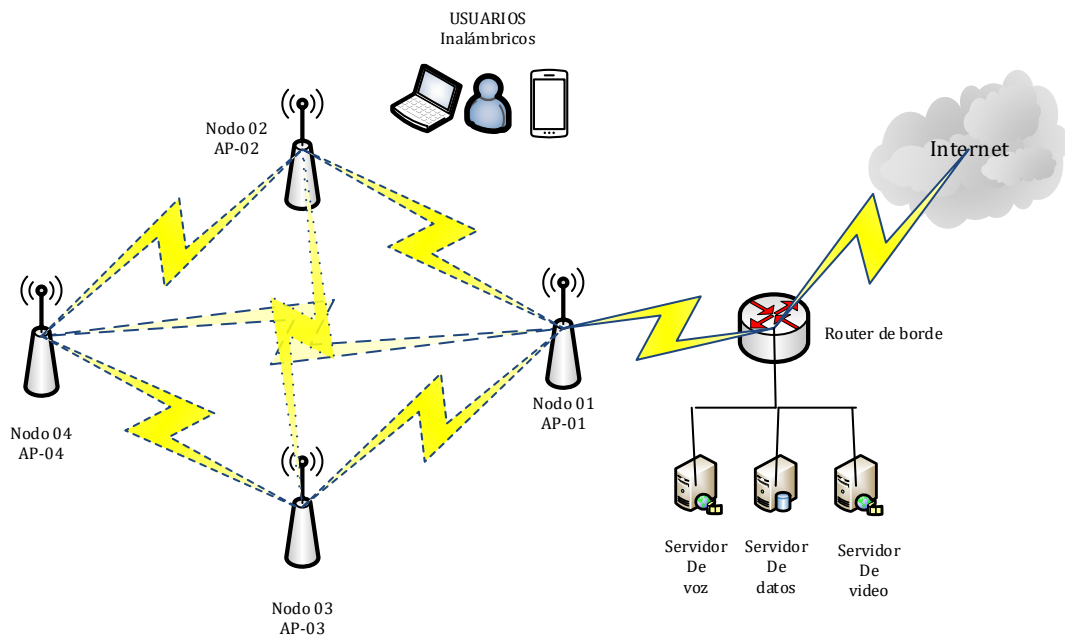 USUARIOS
Inalámbricos
Nodo 02
AP-02
Internet
Router de borde
Nodo 01
AP-01
Nodo 04
AP-04
Nodo 03
AP-03
Servidor
De
voz
Servidor
De
datos
Servidor
De
video